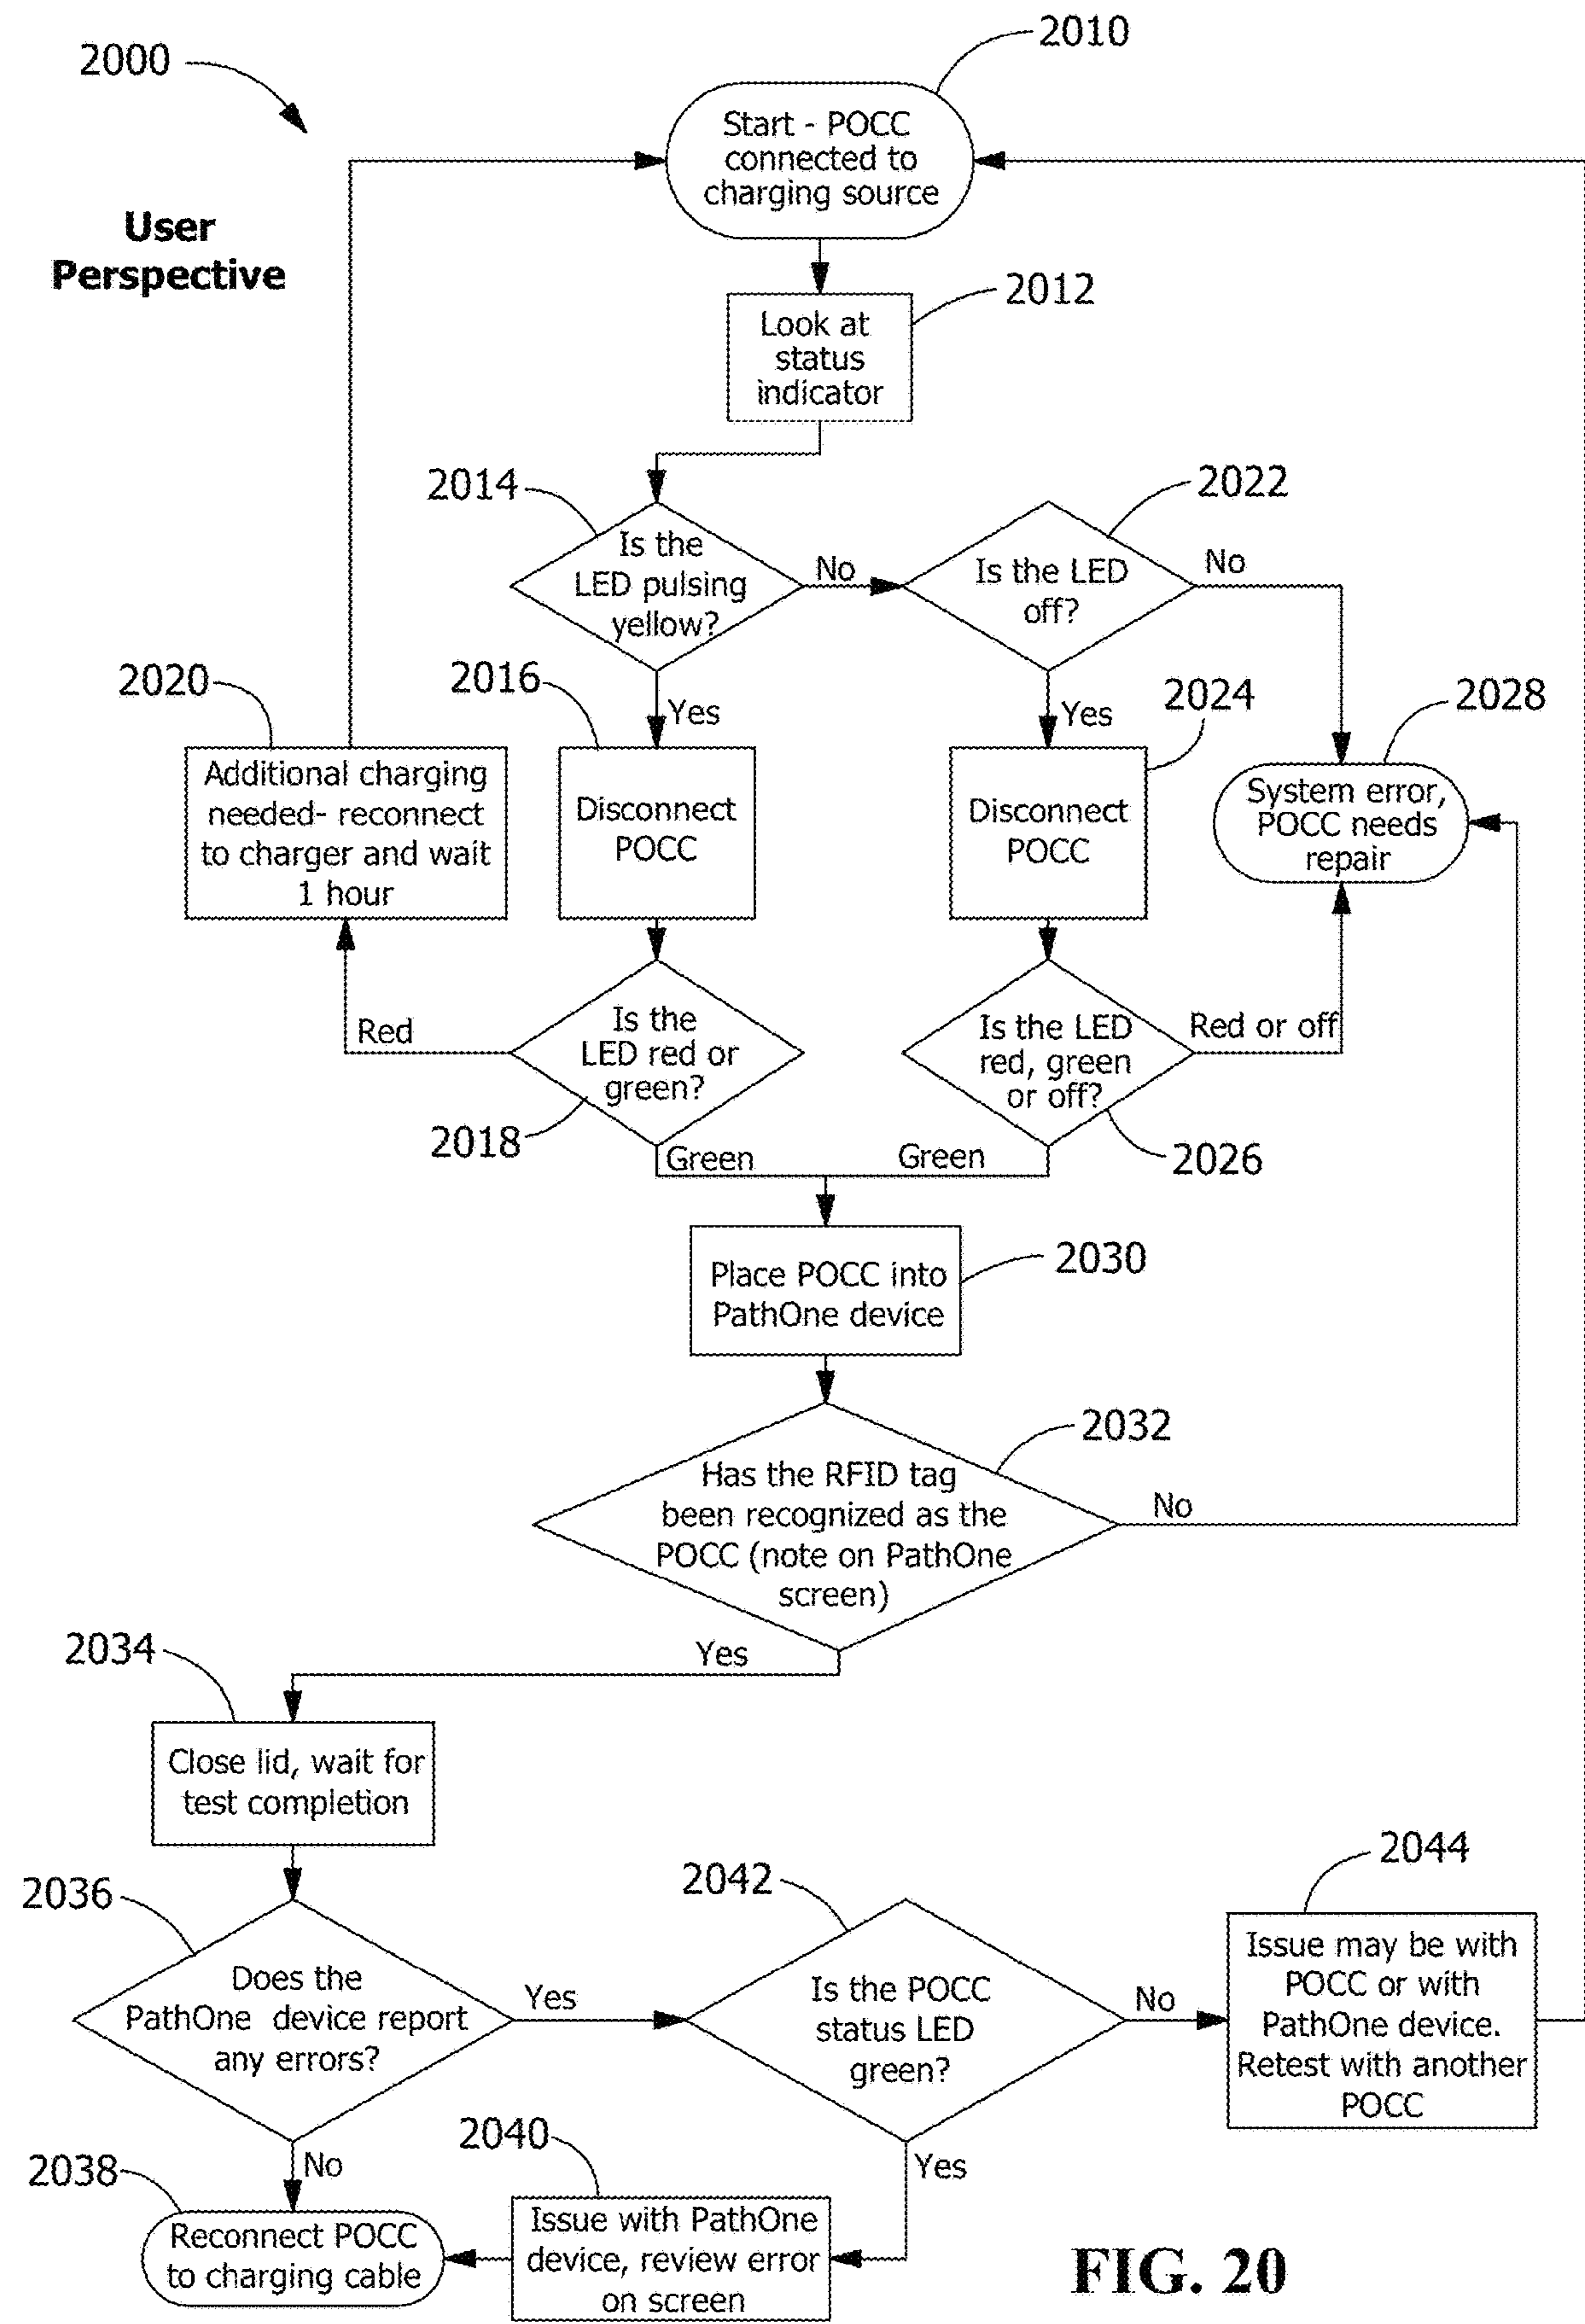 2010
2000
Start - POCC
connected to
charging source
User
Perspective
2012
Look at
status
indicator
2014
2022
Is the
LED pulsing
yellow?
No
Is the LED
off?
No
2020
2016
Yes
2024
Yes
2028
Additional charging
needed- reconnect
to charger and wait
1 hour
Disconnect
POCC
Disconnect
POCC
System error,
POCC needs
repair
Red
Is the
LED red or
green?
Is the LED
red, green
or off?
Red or off
2018
Green
Green
2026
Place POCC into
PathOne device
2030
2032
Has the RFID tag
been recognized as the
POCC (note on PathOne
screen)
No
Yes
2034
Close lid, wait for
test completion
2036
2042
2044
Does the
PathOne device report
any errors?
Yes
Is the POCC
status LED
green?
No
Issue may be with
POCC or with
PathOne device.
Retest with another
POCC
2038
No
2040
Yes
Reconnect POCC
to charging cable
Issue with PathOne
device, review error
on screen
FIG. 20